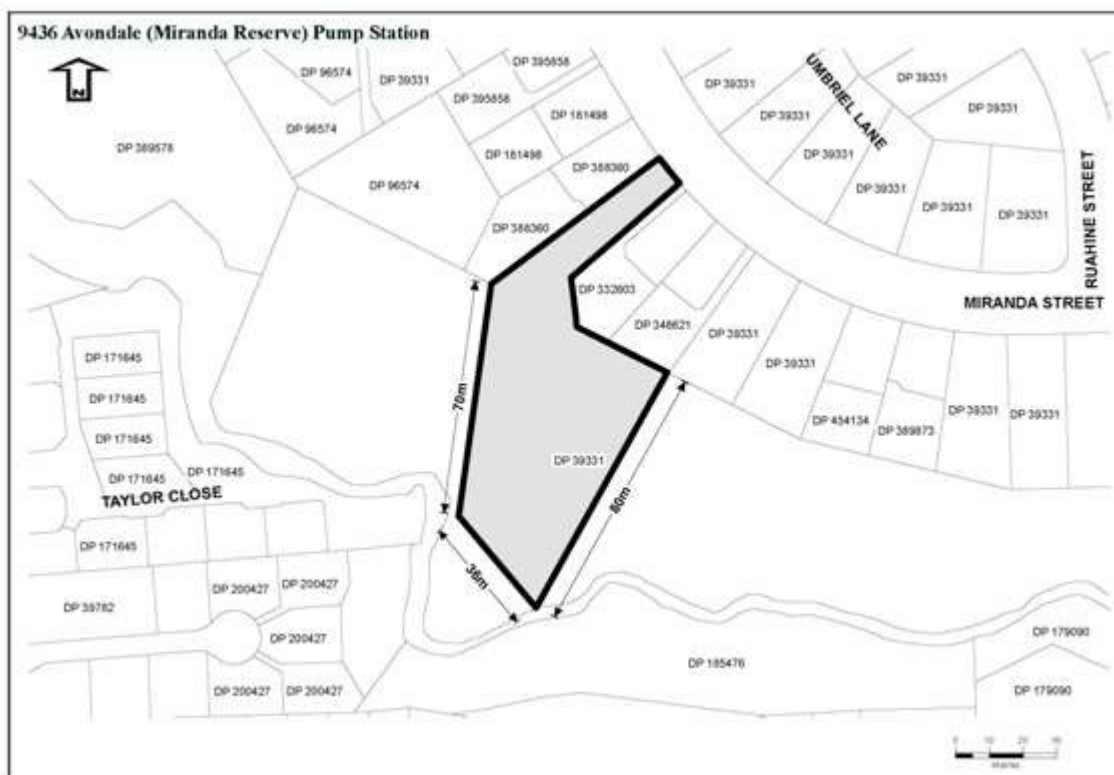 9436 Avondale (Miranda Reserve) Pump Station
N
DP 96574
DP 39331
DP 395858
DP 395858
DP 96574
DP 181498
DP 389578
DP 181498
DP 96574
DP 388360
DP 388360
DP 39331
UMBRIEL LANE
DP 39331
DP 39331
DP 39331
DP 39331
DP 39331
DP 39331
DP 39331
RUAHINE STREET
DP 332603
MIRANDA STREET
DP 348621
DP 39331
DP 39331
DP 454134
DP 389873
DP 39331
DP 39331
70m
DP 39331
80m
36m
DP 171645
DP 171645
DP 171645
DP 171645
DP 171645
TAYLOR CLOSE
DP 171645
DP 200427
DP 200427
DP 39782
DP 200427
DP 200427
DP 200427
DP 185476
DP 179090
DP 179090
0 10 20 30